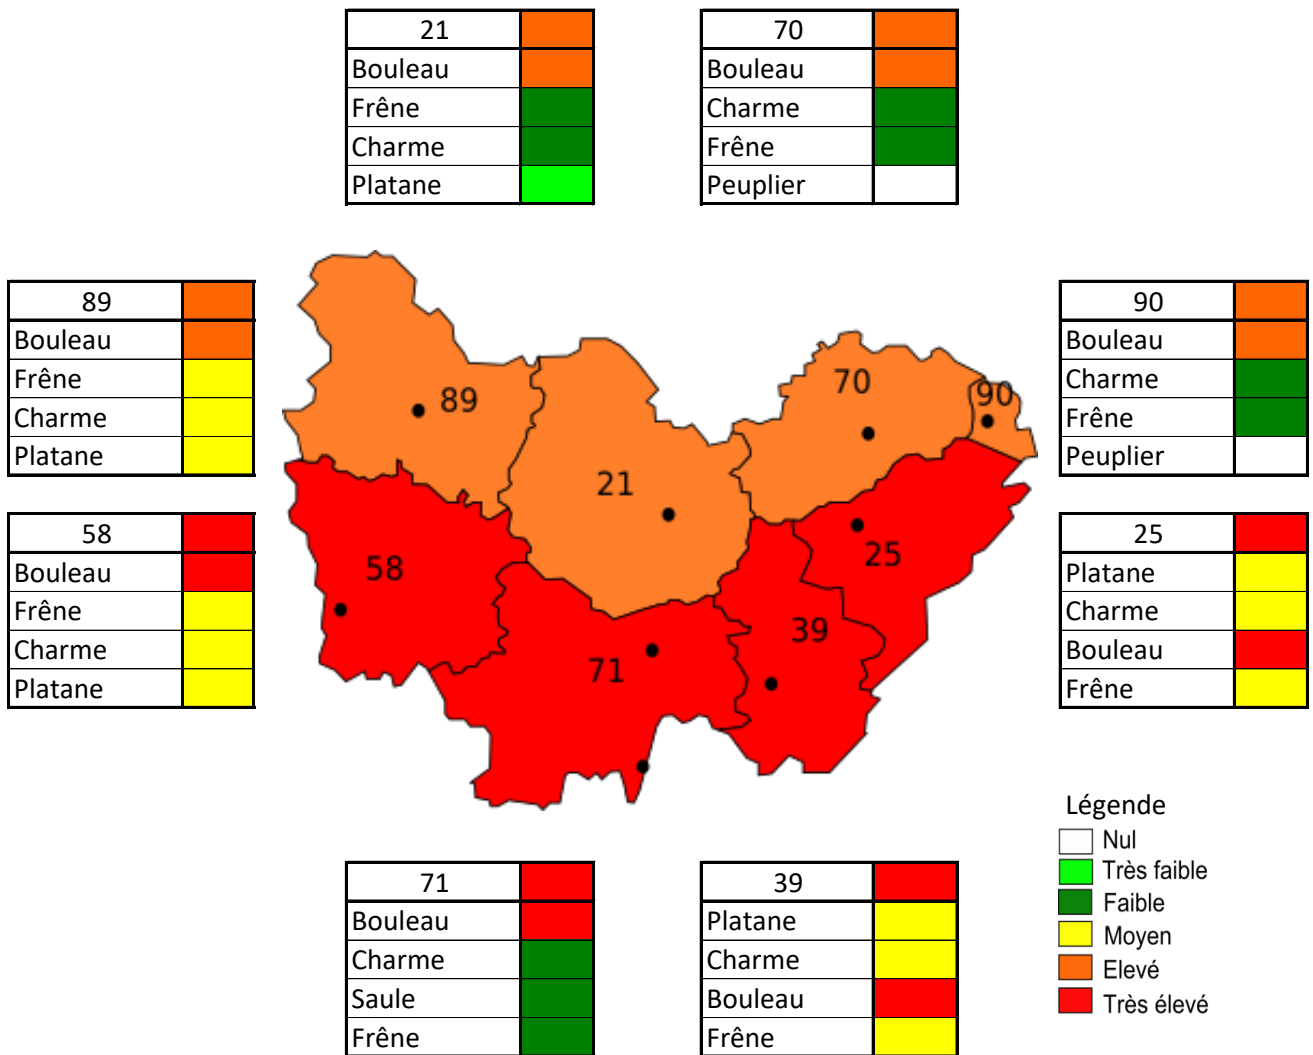 21
Bouleau
Frêne
Charme
Platane
70
Bouleau
Charme
Frêne
Peuplier
89
Bouleau
Frêne
Charme
Platane
58
Bouleau
Frêne
Charme
Platane
89
21
70
90
58
71
39
25
90
Bouleau
Charme
Frêne
Peuplier
25
Platane
Charme
Bouleau
Frêne
71
Bouleau
Charme
Saule
Frêne
39
Platane
Charme
Bouleau
Frêne
Légende
Nul
Très faible
Faible
Moyen
Elevé
Très élevé